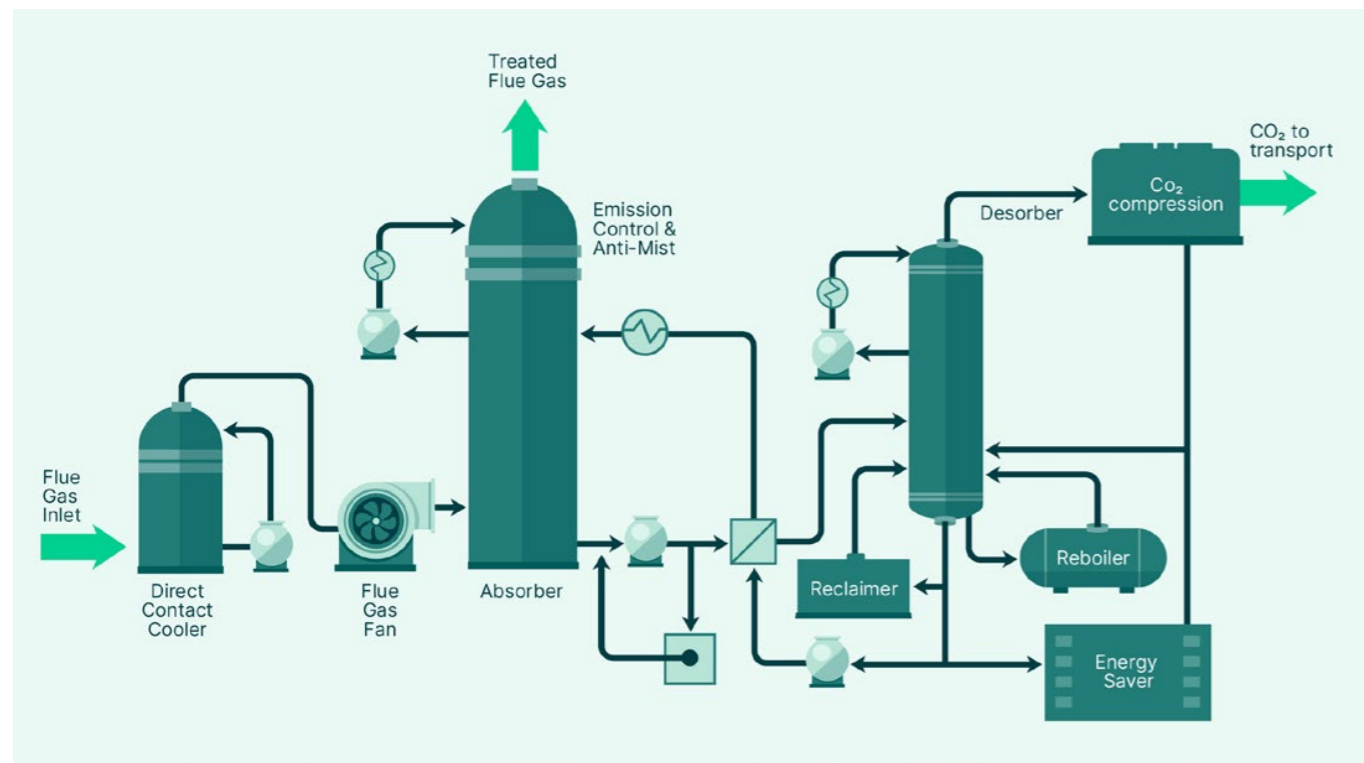 Treated
Flue Gas
CO₂ to
transport
Co₂
compression
Desorber
Emission
Control &
Anti-Mist
Flue
Gas
Inlet
Direct
Contact
Cooler
Flue
Gas
Fan
Absorber
Reclaimer
Reboiler
Energy
Saver